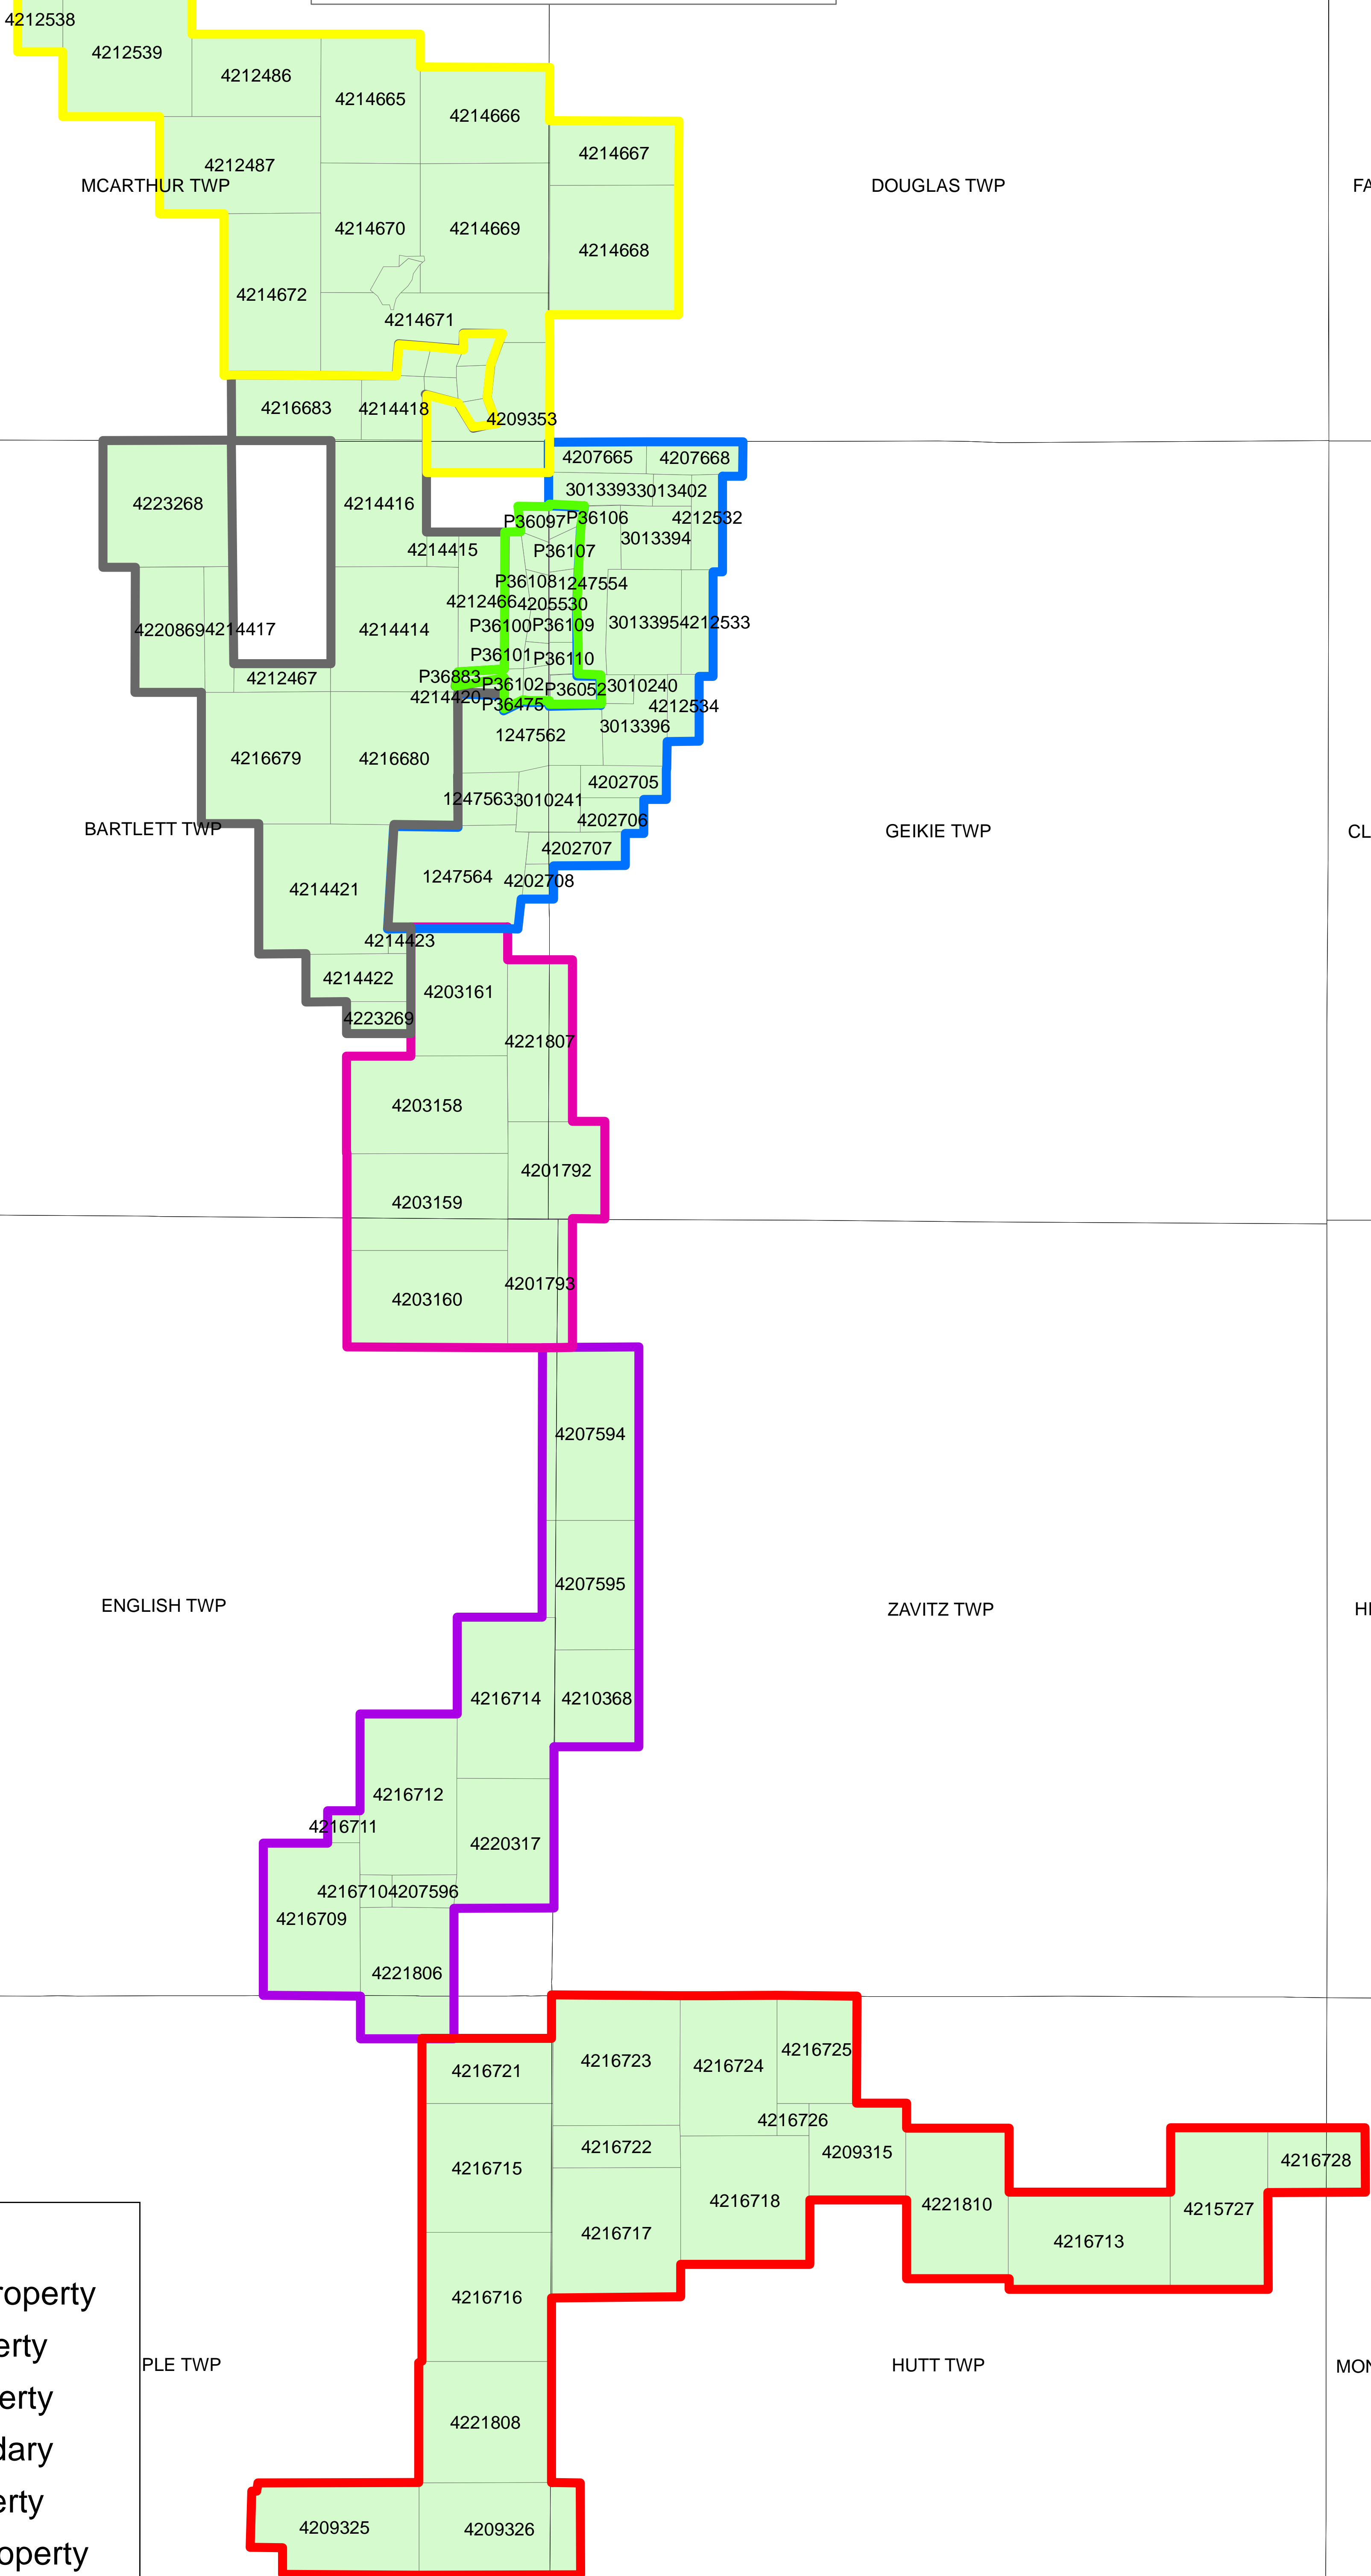 4212538
4212539
4212486
4214665
4214666
4214667
4212487
MCARTHUR TWP
DOUGLAS TWP
FA
4214670
4214669
4214668
4214672
4214671
4216683
4214418
4209353
4207665
4207668
4223268
4214416
3013393
3013402
P36097
P36106
4212532
3013394
4214415
P36107
P36108
1247554
4212466
4205530
4220869
4214417
4214414
P36100
P36109
3013395
4212533
P36101
P36110
4212467
P36883
P36102
P36052
3010240
4214420
P36475
4212534
3013396
1247562
4216679
4216680
4202705
1247563
3010241
4202706
BARTLETT TWP
GEIKIE TWP
CL
4202707
1247564
4202708
4214421
4214423
4214422
4203161
4223269
4221807
4203158
4201792
4203159
4201793
4203160
4207594
4207595
ENGLISH TWP
ZAVITZ TWP
HI
4216714
4210368
4216712
4216711
4220317
4216710
4207596
4216709
4221806
4216725
4216723
4216724
4216721
4216726
4216722
4209315
4216728
4216715
4216718
4221810
4215727
4216717
4216713
roperty
4216716
erty
PLE TWP
HUTT TWP
MON
erty
4221808
dary
erty
4209325
4209326
operty